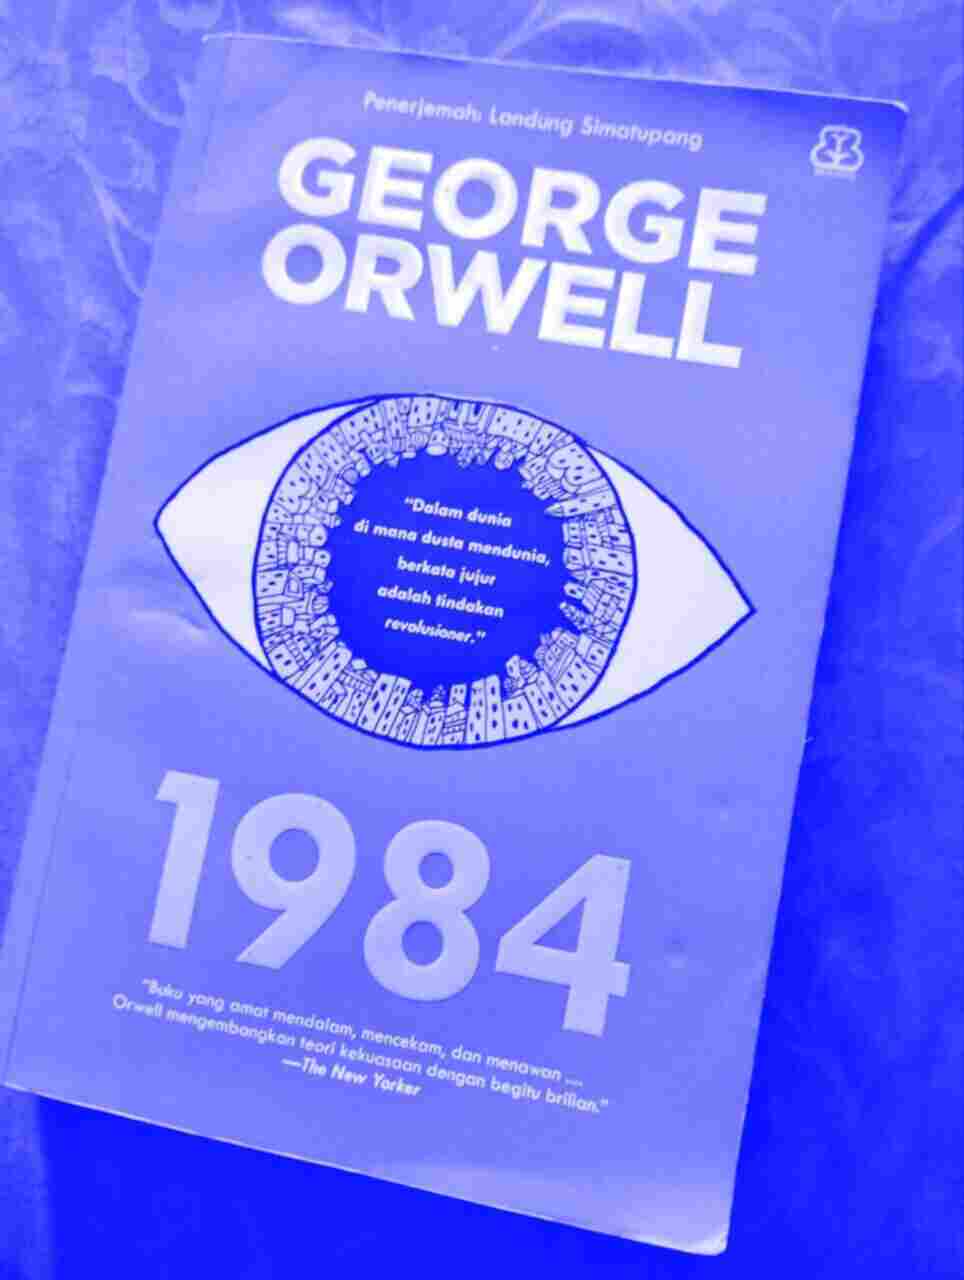 Penerjemah: Landung Simatupang
GEORGE
ORWELL
"Dalam dunia
di mana dusta mendunia,
berkata jujur
adalah tindakan
revolusioner."
1984
"Buku yang amat mendalam, mencekam, dan menawan ....
Orwell mengembangkan teori kekuasaan dengan begitu brilian."
—The New Yorker